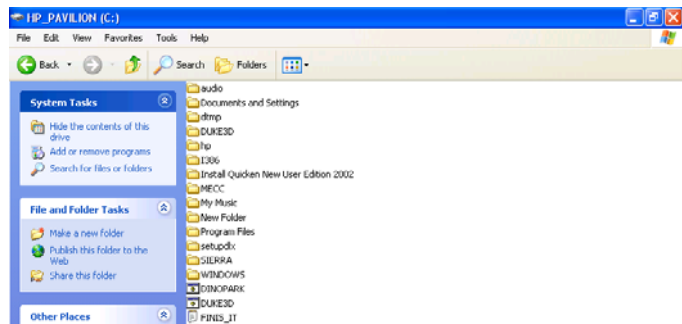 HP_PAVILION (C:)
File Edit View Favorites Tools Help
Back Search Folders
System Tasks
Hide the contents of this
drive
Add or remove programs
Search for files or folders
File and Folder Tasks
Make a new folder
Publish this folder to the
Web
Share this folder
Other Places
audio
Documents and Settings
dtmp
DUKE3D
hp
I386
Install Quicken New User Edition 2002
MECC
My Music
New Folder
Program Files
setupdlx
SIERRA
WINDOWS
DINOPARK
DUKE3D
FINIS_IT